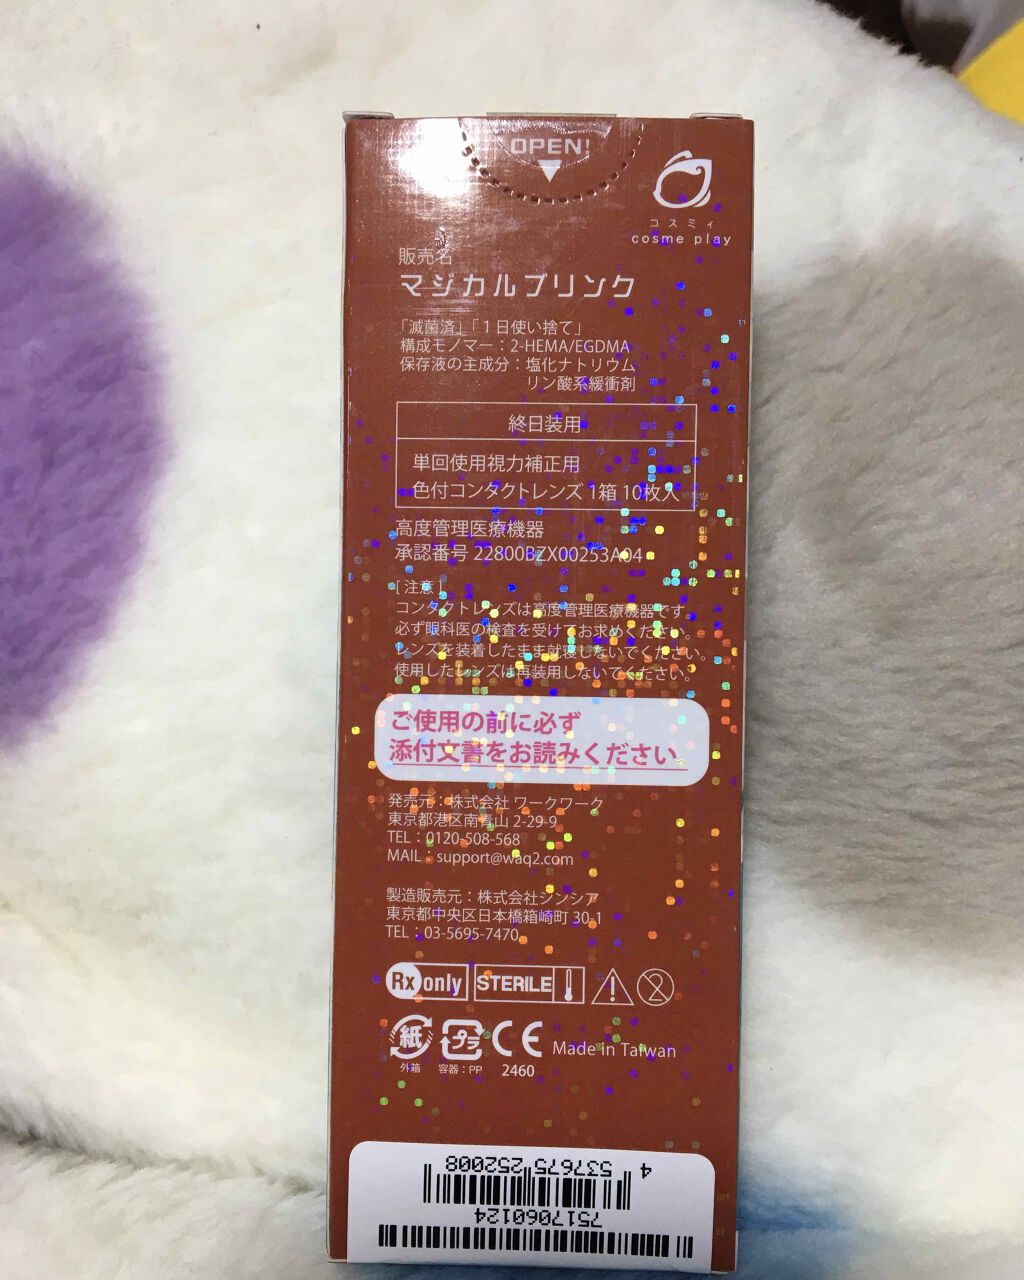 OPEN!
コスミィ
cosme play
販売名
マジカルブリンク
「滅菌済」「1日使い捨て」
構成モノマー：2-HEMA/EGDMA
保存液の主成分：塩化ナトリウム
リン酸系緩衝剤
終日装用
単回使用視力補正用
色付コンタクトレンズ 1箱 10枚入
高度管理医療機器
承認番号 22800BZX00253A04
[ 注意 ]
コンタクトレンズは高度管理医療機器です。
必ず眼科医の検査を受けてお求めください。
レンズを装着したまま就寝しないでください。
使用したレンズは再装用しないでください。
ご使用の前に必ず
添付文書をお読みください
発売元：株式会社 ワークワーク
東京都港区南青山 2-29-9
TEL：0120-508-568
MAIL：support@waq2.com
製造販売元：株式会社シンシア
東京都中央区日本橋箱崎町 30-1
TEL：03-5695-7470
Rx only STERILE 2
紙 プラ CE Made in Taiwan
外箱 容器：PP 2460
4 537675 252008
7517060124